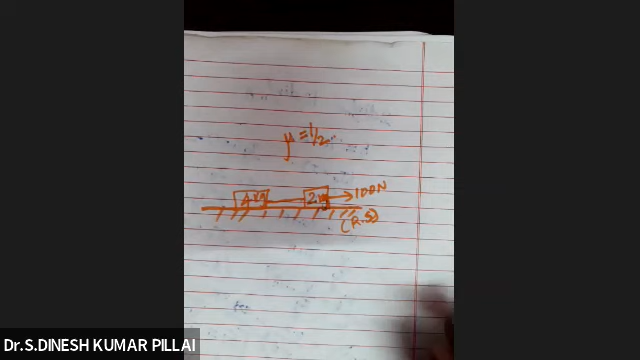 μ = 1/2
4 kg 2 kg → 100N
(R.S)
Dr.S.DINESH KUMAR PILLAI